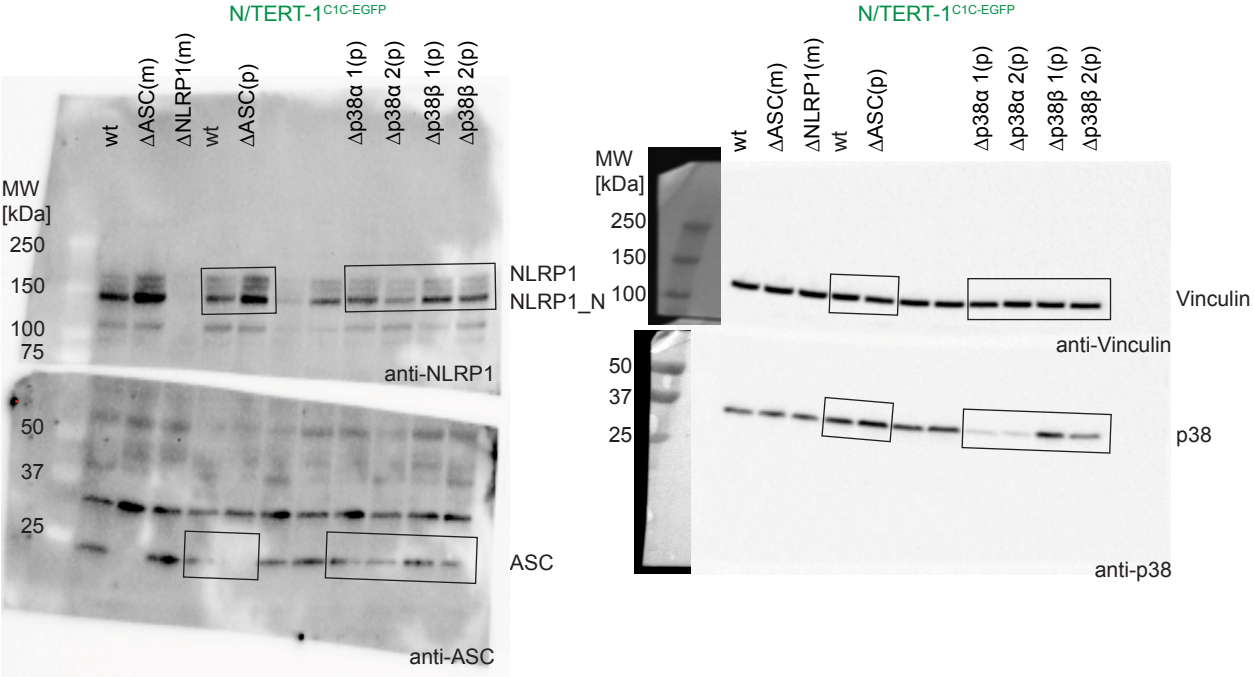 N/TERT-1C1C-EGFP
wt
ΔASC(m)
ΔNLRP1(m)
wt
ΔASC(p)
Δp38α 1(p)
Δp38α 2(p)
Δp38β 1(p)
Δp38β 2(p)
MW
[kDa]
250
150
100
75
NLRP1
NLRP1_N
anti-NLRP1
50
37
25
ASC
anti-ASC
N/TERT-1C1C-EGFP
wt
ΔASC(m)
ΔNLRP1(m)
wt
ΔASC(p)
Δp38α 1(p)
Δp38α 2(p)
Δp38β 1(p)
Δp38β 2(p)
MW
[kDa]
250
150
100
Vinculin
anti-Vinculin
50
37
25
p38
anti-p38